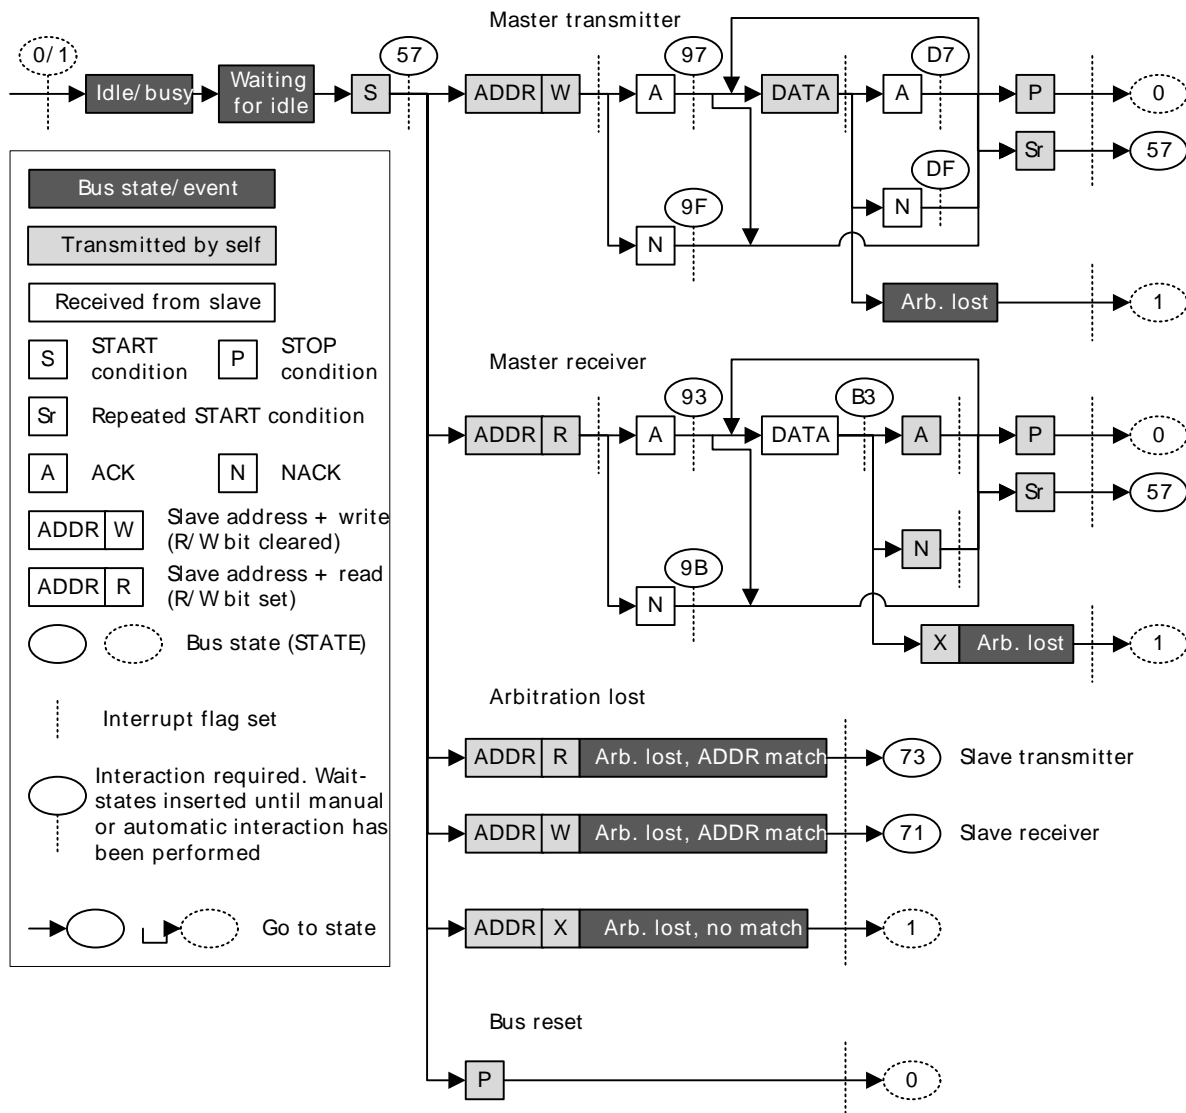 Master transmitter
0/1
57
97
D7
Idle/busy
Waiting
for idle
S
ADDR W
A
DATA
A
P
0
Sr
57
DF
N
9F
N
Arb. lost
1
Bus state/event
Transmitted by self
Received from slave
S
START
condition
P
STOP
condition
Sr
Repeated START condition
A
ACK
N
NACK
ADDR W
Slave address + write
(R/W bit cleared)
ADDR R
Slave address + read
(R/W bit set)
Bus state (STATE)
Interrupt flag set
Interaction required. Wait-
states inserted until manual
or automatic interaction has
been performed
Go to state
Master receiver
93
B3
ADDR R
A
DATA
A
P
0
Sr
57
N
9B
N
X Arb. lost
1
Arbitration lost
ADDR R Arb. lost, ADDR match
73
Slave transmitter
ADDR W Arb. lost, ADDR match
71
Slave receiver
ADDR X Arb. lost, no match
1
Bus reset
P
0